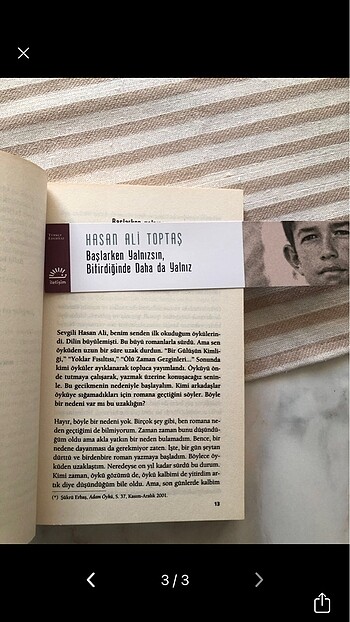 Başlarken yalnız
TÜRKÇE EDEBİYAT
HASAN ALİ TOPTAŞ
Başlarken Yalnızsın,
Bitirdiğinde Daha da Yalnız
iletişim
Sevgili Hasan Ali, benim senden ilk okuduğum öykülerin-
di. Dilin büyülemişti. Bu büyü romanlarla sürdü. Ama sen
öyküden uzun bir süre uzak durdun. "Bir Gülüşün Kimli-
ği," "Yoklar Fısıltısı," "Ölü Zaman Gezginleri..." Sonunda
kimi öyküler ayıklanarak topluca yayımlandı. Öyküyü ön-
de tutmaya çalışarak, yazmak üzerine konuşacağız senin-
le. Bu gecikmenin nedeniyle başlayalım. Kimi arkadaşlar
öyküye sığamadıkları için romana geçtiğini söyler. Böyle
bir nedeni var mı bu uzaklığın?
Hayır, böyle bir nedeni yok. Birçok şey gibi, ben romana ne-
den geçtiğimi de bilmiyorum. Zaman zaman bunu düşündü-
ğüm oldu ama akla yatkın bir neden bulamadım. Bence, bir
nedene dayanması da gerekmiyor zaten. İşte, bir gün şeytan
dürttü ve birdenbire roman yazmaya başladım. Böylece öy-
küden uzaklaştım. Neredeyse on yıl kadar sürdü bu durum.
Kimi zaman, öykü gözümü de, öykü kalbimi de yitirdim ar-
tık diye düşündüğüm bile oldu. Ama, son günlerde kalbim
(*) Şükrü Erbaş, Adam Öykü, S. 37, Kasım-Aralık 2001.
13
3 / 3